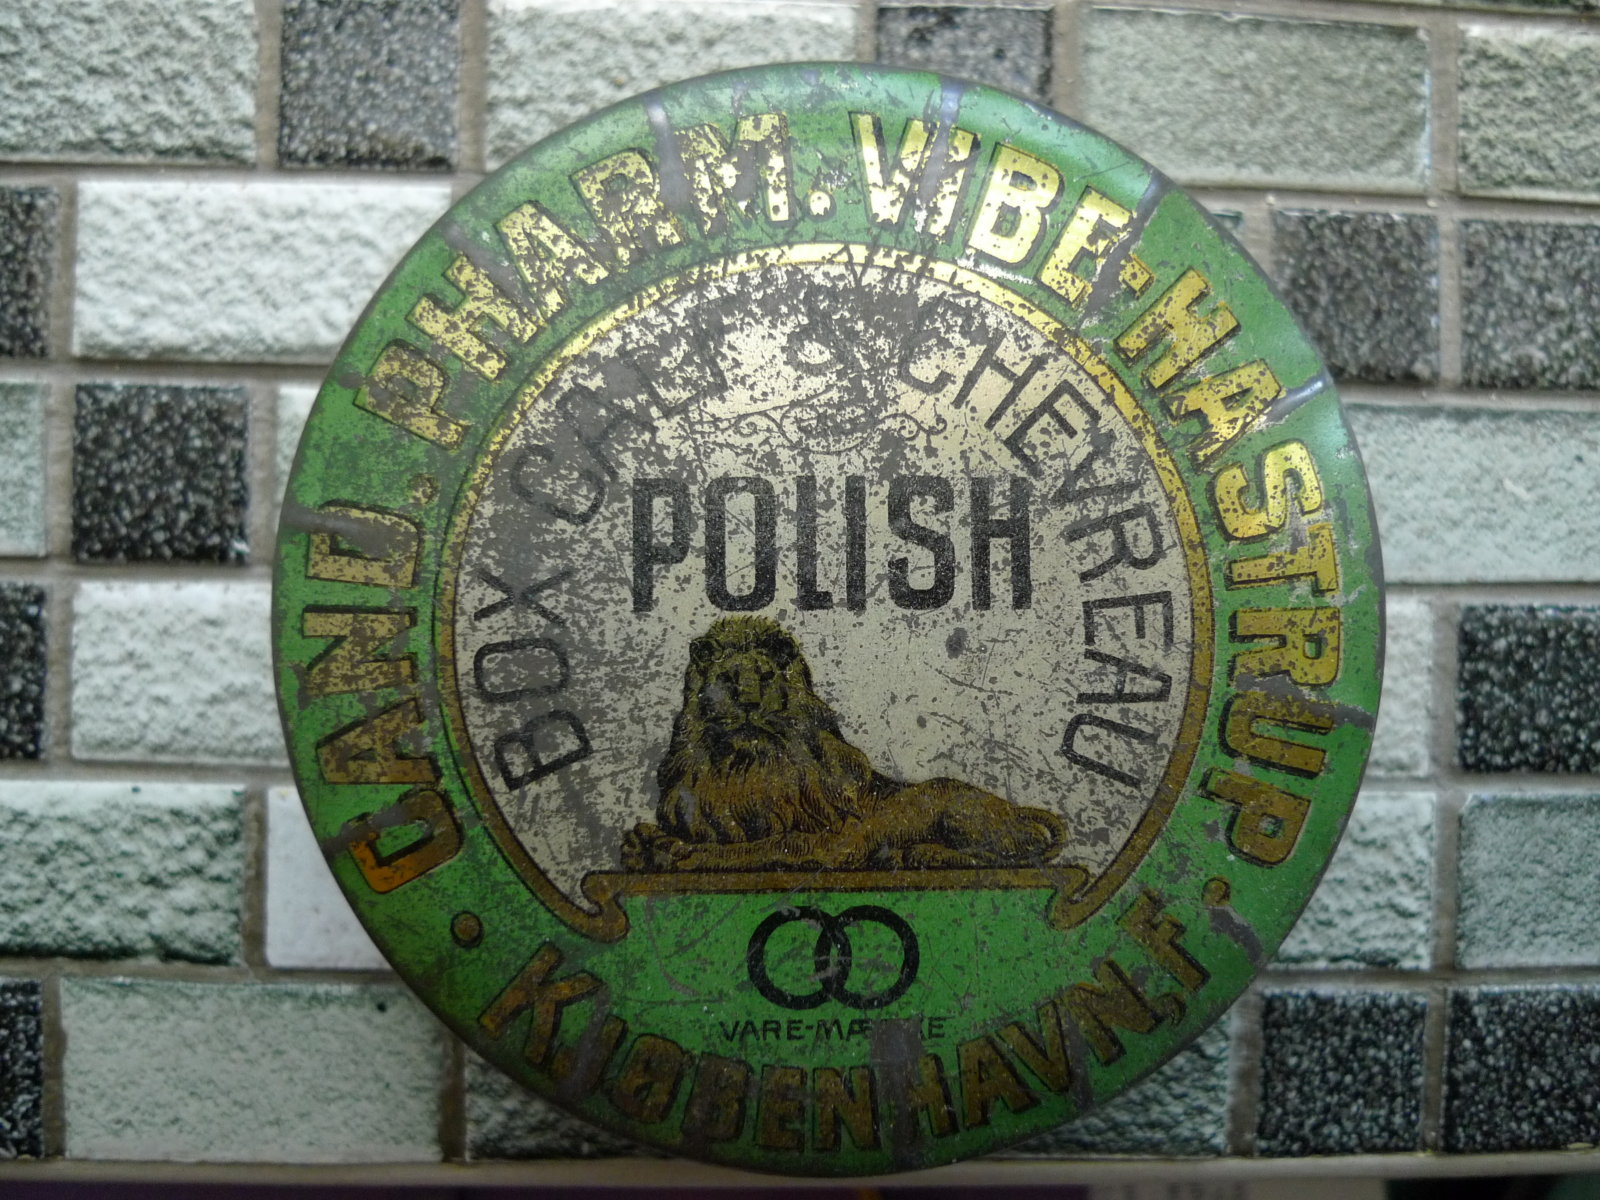 CAND. PHARM. VIBE-HASTRUP.
BOX CALF & CHEVREAU
POLISH
VARE-MÆRKE
KJØBENHAVN, F